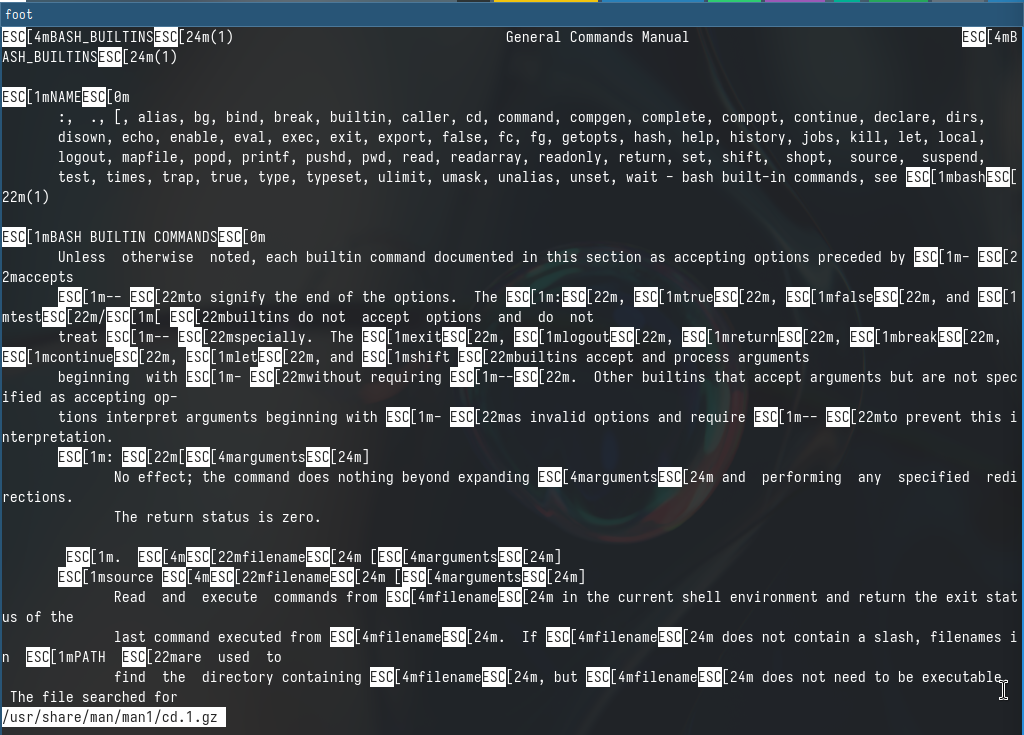 foot
ESC[4mBASH_BUILTINSESC[24m(1)                                  General Commands Manual                                  ESC[4mB
ASH_BUILTINSESC[24m(1)
ESC[1mNAMEESC[0m
       :,  ., [, alias, bg, bind, break, builtin, caller, cd, command, compgen, complete, compopt, continue, declare, dirs,
       disown, echo, enable, eval, exec, exit, export, false, fc, fg, getopts, hash, help, history, jobs, kill, let, local,
       logout, mapfile, popd, printf, pushd, pwd, read, readarray, readonly, return, set, shift,  shopt,  source,  suspend,
       test, times, trap, true, type, typeset, ulimit, umask, unalias, unset, wait - bash built-in commands, see ESC[1mbashESC[
22m(1)
ESC[1mBASH BUILTIN COMMANDSESC[0m
       Unless  otherwise  noted, each builtin command documented in this section as accepting options preceded by ESC[1m- ESC[2
2maccepts
       ESC[1m-- ESC[22mto signify the end of the options.  The ESC[1m:ESC[22m, ESC[1mtrueESC[22m, ESC[1mfalseESC[22m, and ESC[1
mtestESC[22m/ESC[1m[ ESC[22mbuiltins do not  accept  options  and  do  not
       treat ESC[1m-- ESC[22mspecially.  The ESC[1mexitESC[22m, ESC[1mlogoutESC[22m, ESC[1mreturnESC[22m, ESC[1mbreakESC[22m,
ESC[1mcontinueESC[22m, ESC[1mletESC[22m, and ESC[1mshift ESC[22mbuiltins accept and process arguments
       beginning  with ESC[1m- ESC[22mwithout requiring ESC[1m--ESC[22m.  Other builtins that accept arguments but are not spec
ified as accepting op-
       tions interpret arguments beginning with ESC[1m- ESC[22mas invalid options and require ESC[1m-- ESC[22mto prevent this i
nterpretation.
       ESC[1m: ESC[22m[ESC[4margumentsESC[24m]
              No effect; the command does nothing beyond expanding ESC[4margumentsESC[24m and  performing  any  specified  redi
rections.
              The return status is zero.
        ESC[1m.  ESC[4mESC[22mfilenameESC[24m [ESC[4margumentsESC[24m]
       ESC[1msource ESC[4mESC[22mfilenameESC[24m [ESC[4margumentsESC[24m]
              Read  and  execute  commands from ESC[4mfilenameESC[24m in the current shell environment and return the exit stat
us of the
              last command executed from ESC[4mfilenameESC[24m.  If ESC[4mfilenameESC[24m does not contain a slash, filenames i
n  ESC[1mPATH  ESC[22mare  used  to
              find  the  directory containing ESC[4mfilenameESC[24m, but ESC[4mfilenameESC[24m does not need to be executable.
 The file searched for
/usr/share/man/man1/cd.1.gz